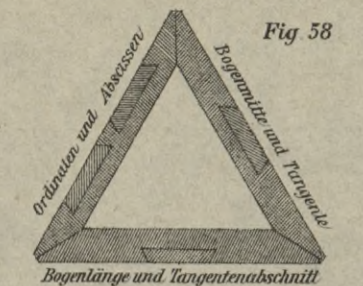 Fig 58
Ordinaten und Abscissen
Bogenmitte und Tangente
Bogenlänge und Tangentenabschnitt